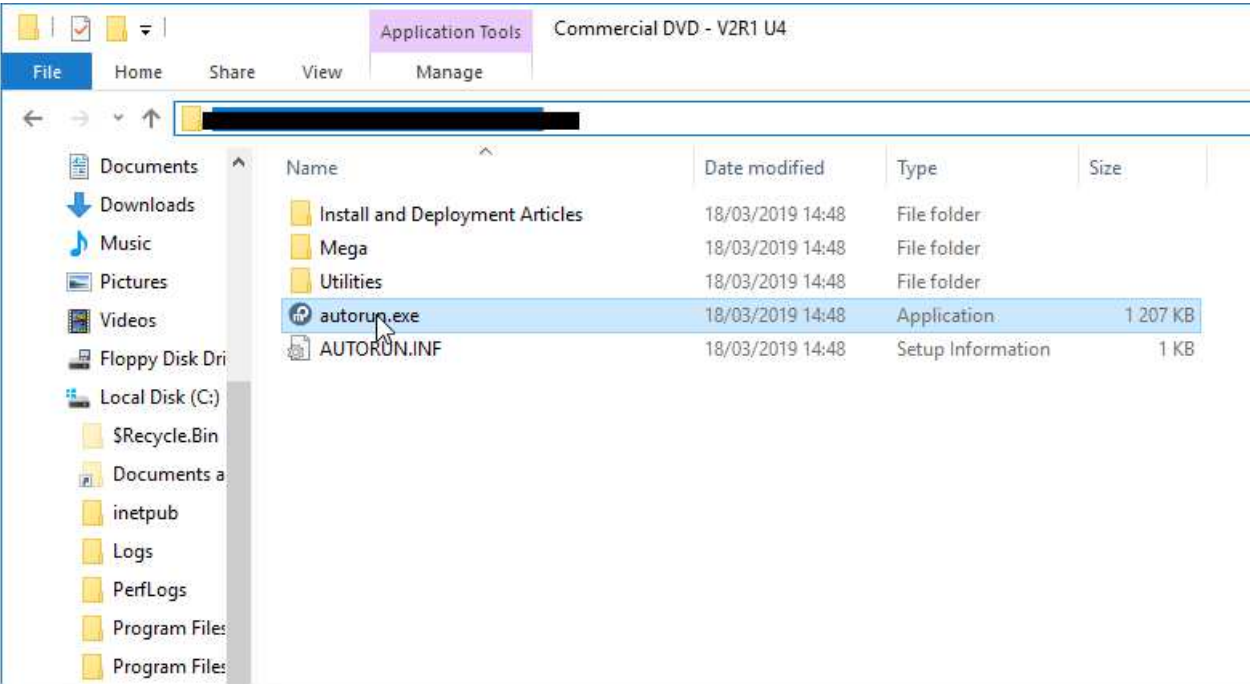 Application Tools Commercial DVD - V2R1 U4
File Home Share View Manage
Name Date modified Type Size
Documents
Downloads
Music
Pictures
Videos
Floppy Disk Dri
Local Disk (C:)
$Recycle.Bin
Documents a
inetpub
Logs
PerfLogs
Program Files
Program Files
Install and Deployment Articles 18/03/2019 14:48 File folder
Mega 18/03/2019 14:48 File folder
Utilities 18/03/2019 14:48 File folder
autorun.exe 18/03/2019 14:48 Application 1 207 KB
AUTORUN.INF 18/03/2019 14:48 Setup Information 1 KB